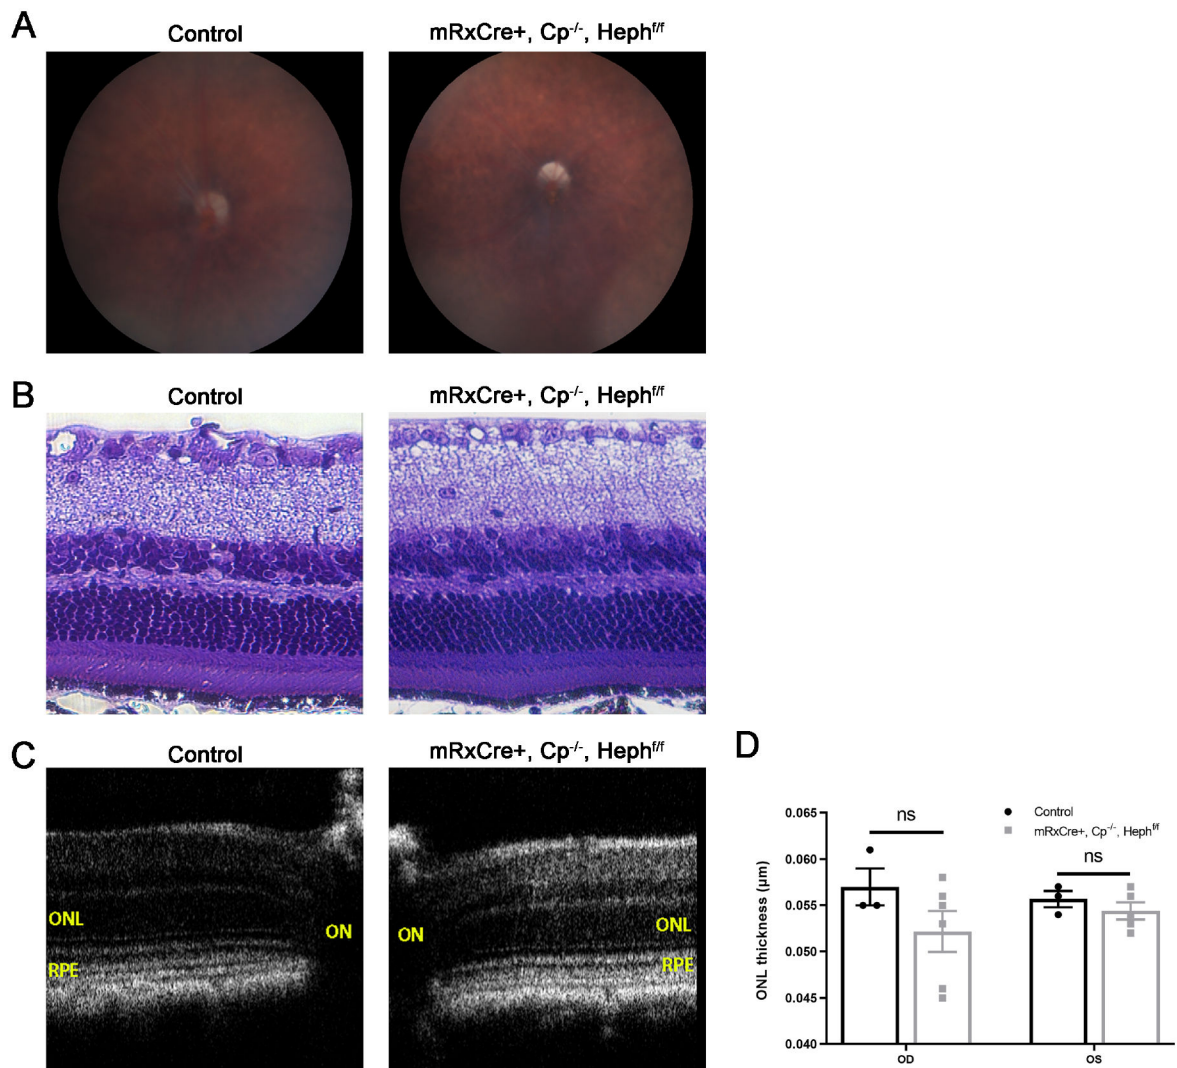 A
Control
mRxCre+, Cp-/-, Hephf/f
B
Control
mRxCre+, Cp-/-, Hephf/f
C
Control
mRxCre+, Cp-/-, Hephf/f
ONL
RPE
ON
ON
ONL
RPE
D
Control
mRxCre+, Cp-/-, Hephf/f
ns
ns
ONL thickness (µm)
0.065
0.060
0.055
0.050
0.045
0.040
OD
OS